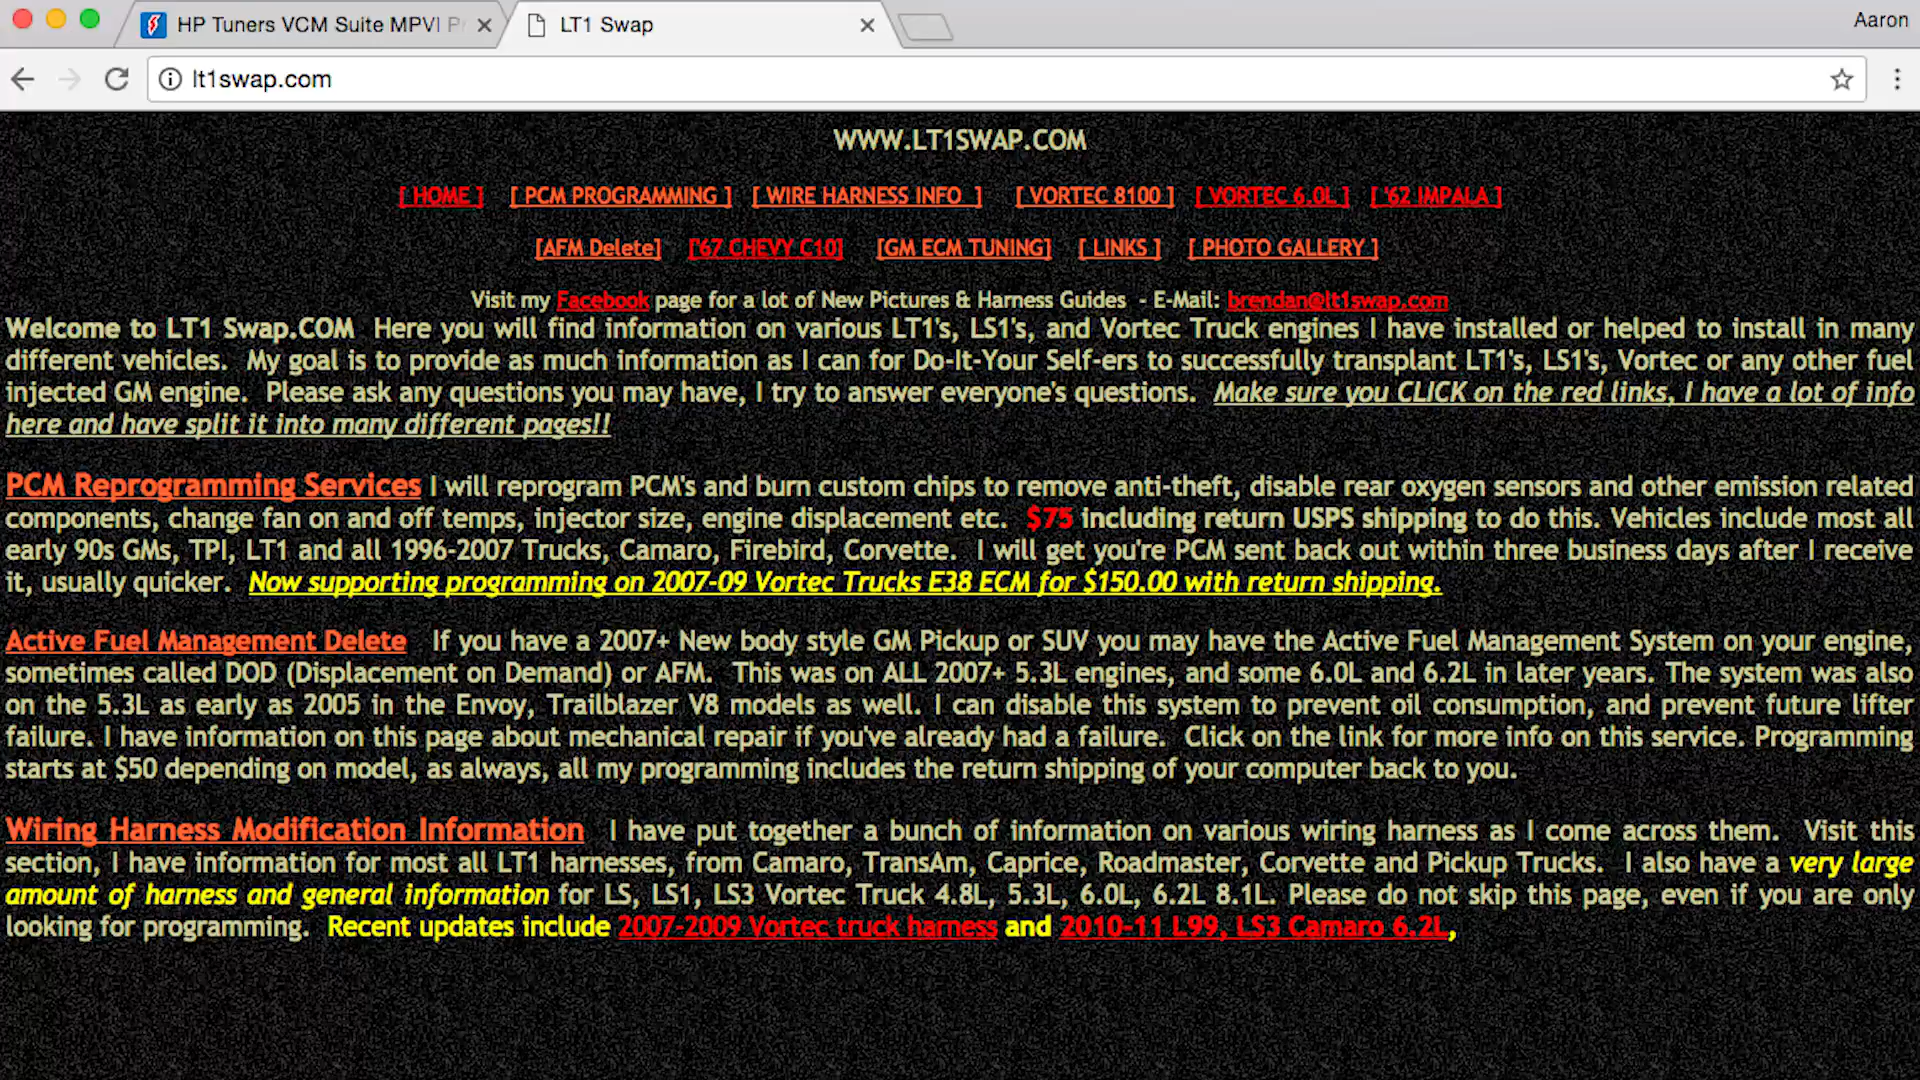 HP Tuners VCM Suite MPVI P
LT1 Swap
Aaron
lt1swap.com
WWW.LT1SWAP.COM
[ HOME ] [ PCM PROGRAMMING ] [ WIRE HARNESS INFO ] [ VORTEC 8100 ] [ VORTEC 6.0L ] [ '62 IMPALA ]
[AFM Delete] ['67 CHEVY C10] [GM ECM TUNING] [ LINKS ] [ PHOTO GALLERY ]
Visit my Facebook page for a lot of New Pictures & Harness Guides - E-Mail: brendan@lt1swap.com
Welcome to LT1 Swap.COM Here you will find information on various LT1's, LS1's, and Vortec Truck engines I have installed or helped to install in many
different vehicles. My goal is to provide as much information as I can for Do-It-Your Self-ers to successfully transplant LT1's, LS1's, Vortec or any other fuel
injected GM engine. Please ask any questions you may have, I try to answer everyone's questions. Make sure you CLICK on the red links, I have a lot of info
here and have split it into many different pages!!
PCM Reprogramming Services I will reprogram PCM's and burn custom chips to remove anti-theft, disable rear oxygen sensors and other emission related
components, change fan on and off temps, injector size, engine displacement etc. $75 including return USPS shipping to do this. Vehicles include most all
early 90s GMs, TPI, LT1 and all 1996-2007 Trucks, Camaro, Firebird, Corvette. I will get you're PCM sent back out within three business days after I receive
it, usually quicker. Now supporting programming on 2007-09 Vortec Trucks E38 ECM for $150.00 with return shipping.
Active Fuel Management Delete If you have a 2007+ New body style GM Pickup or SUV you may have the Active Fuel Management System on your engine,
sometimes called DOD (Displacement on Demand) or AFM. This was on ALL 2007+ 5.3L engines, and some 6.0L and 6.2L in later years. The system was also
on the 5.3L as early as 2005 in the Envoy, Trailblazer V8 models as well. I can disable this system to prevent oil consumption, and prevent future lifter
failure. I have information on this page about mechanical repair if you've already had a failure. Click on the link for more info on this service. Programming
starts at $50 depending on model, as always, all my programming includes the return shipping of your computer back to you.
Wiring Harness Modification Information I have put together a bunch of information on various wiring harness as I come across them. Visit this
section, I have information for most all LT1 harnesses, from Camaro, TransAm, Caprice, Roadmaster, Corvette and Pickup Trucks. I also have a very large
amount of harness and general information for LS, LS1, LS3 Vortec Truck 4.8L, 5.3L, 6.0L, 6.2L 8.1L. Please do not skip this page, even if you are only
looking for programming. Recent updates include 2007-2009 Vortec truck harness and 2010-11 L99, LS3 Camaro 6.2L,